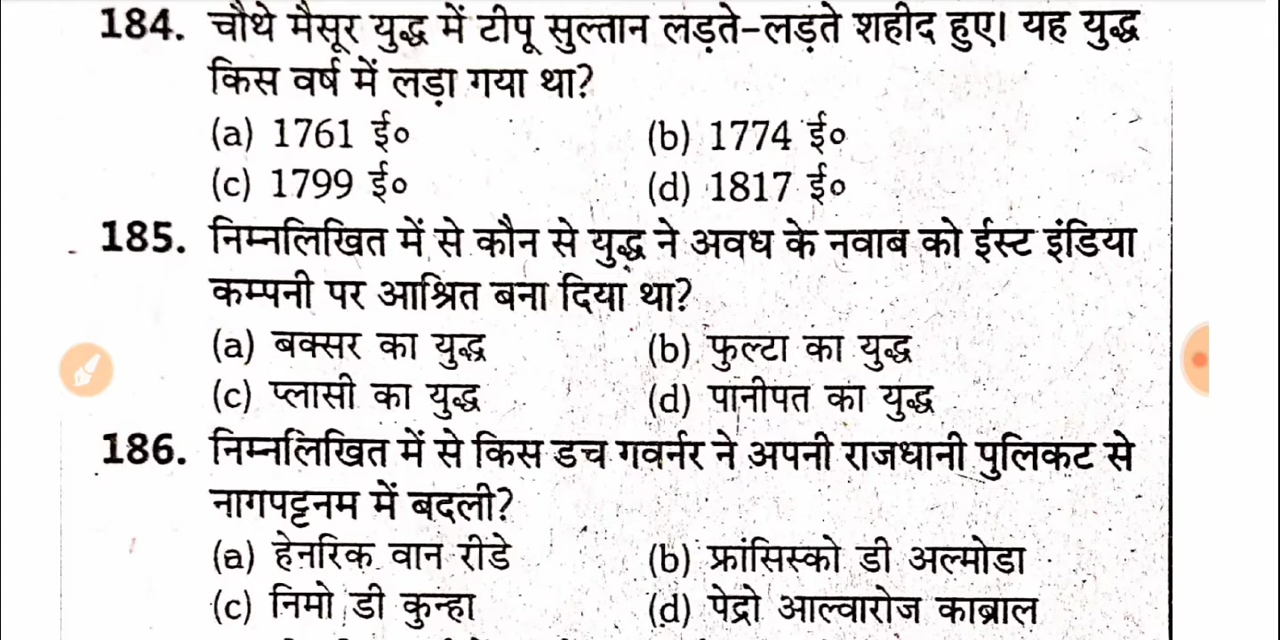 184. चौथे मैसूर युद्ध में टीपू सुल्तान लड़ते-लड़ते शहीद हुए। यह युद्ध
किस वर्ष में लड़ा गया था?
(a) 1761 ई० (b) 1774 ई०
(c) 1799 ई० (d) 1817 ई०
185. निम्नलिखित में से कौन से युद्ध ने अवध के नवाब को ईस्ट इंडिया
कम्पनी पर आश्रित बना दिया था?
(a) बक्सर का युद्ध (b) फुल्टा का युद्ध
(c) प्लासी का युद्ध (d) पानीपत का युद्ध
186. निम्नलिखित में से किस डच गवर्नर ने अपनी राजधानी पुलिकट से
नागपट्टनम में बदली?
(a) हेनरिक वान रीडे (b) फ्रांसिस्को डी अल्मोडा
(c) निमो डी कुन्हा (d) पेद्रो आल्वारोज काब्राल